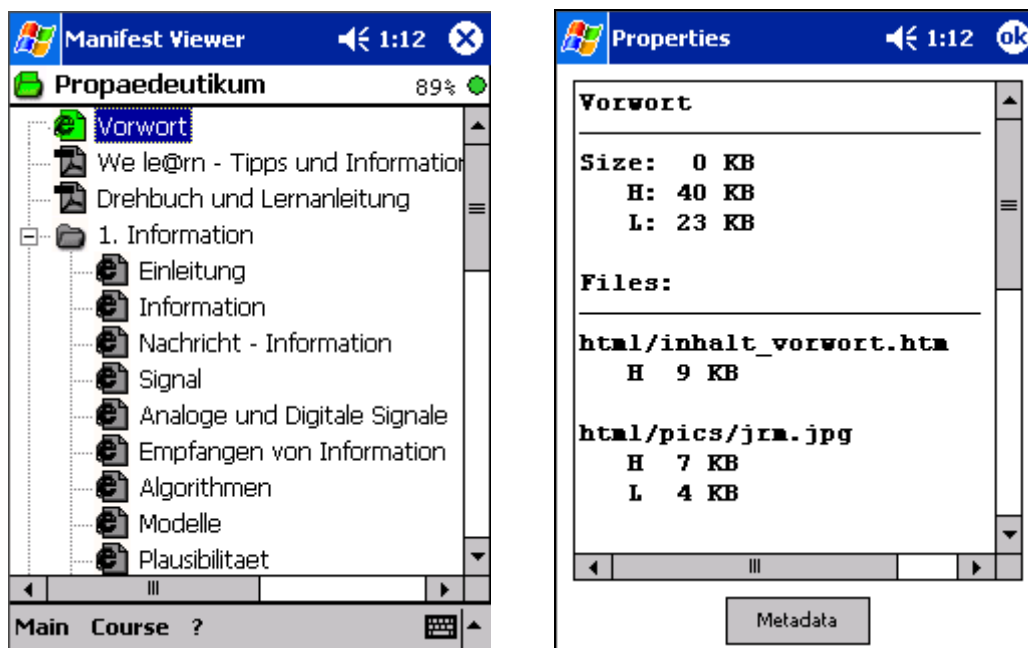 Manifest Viewer 1:12
Propaedeutikum 89%
Vorwort
We le@rn - Tipps und Information
Drehbuch und Lernanleitung
1. Information
Einleitung
Information
Nachricht - Information
Signal
Analoge und Digitale Signale
Empfangen von Information
Algorithmen
Modelle
Plausibilitaet
Main Course ?
Properties 1:12 ok
Vorwort
Size: 0 KB
H: 40 KB
L: 23 KB
Files:
html/inhalt_vorwort.htm
H 9 KB
html/pics/jrm.jpg
H 7 KB
L 4 KB
Metadata